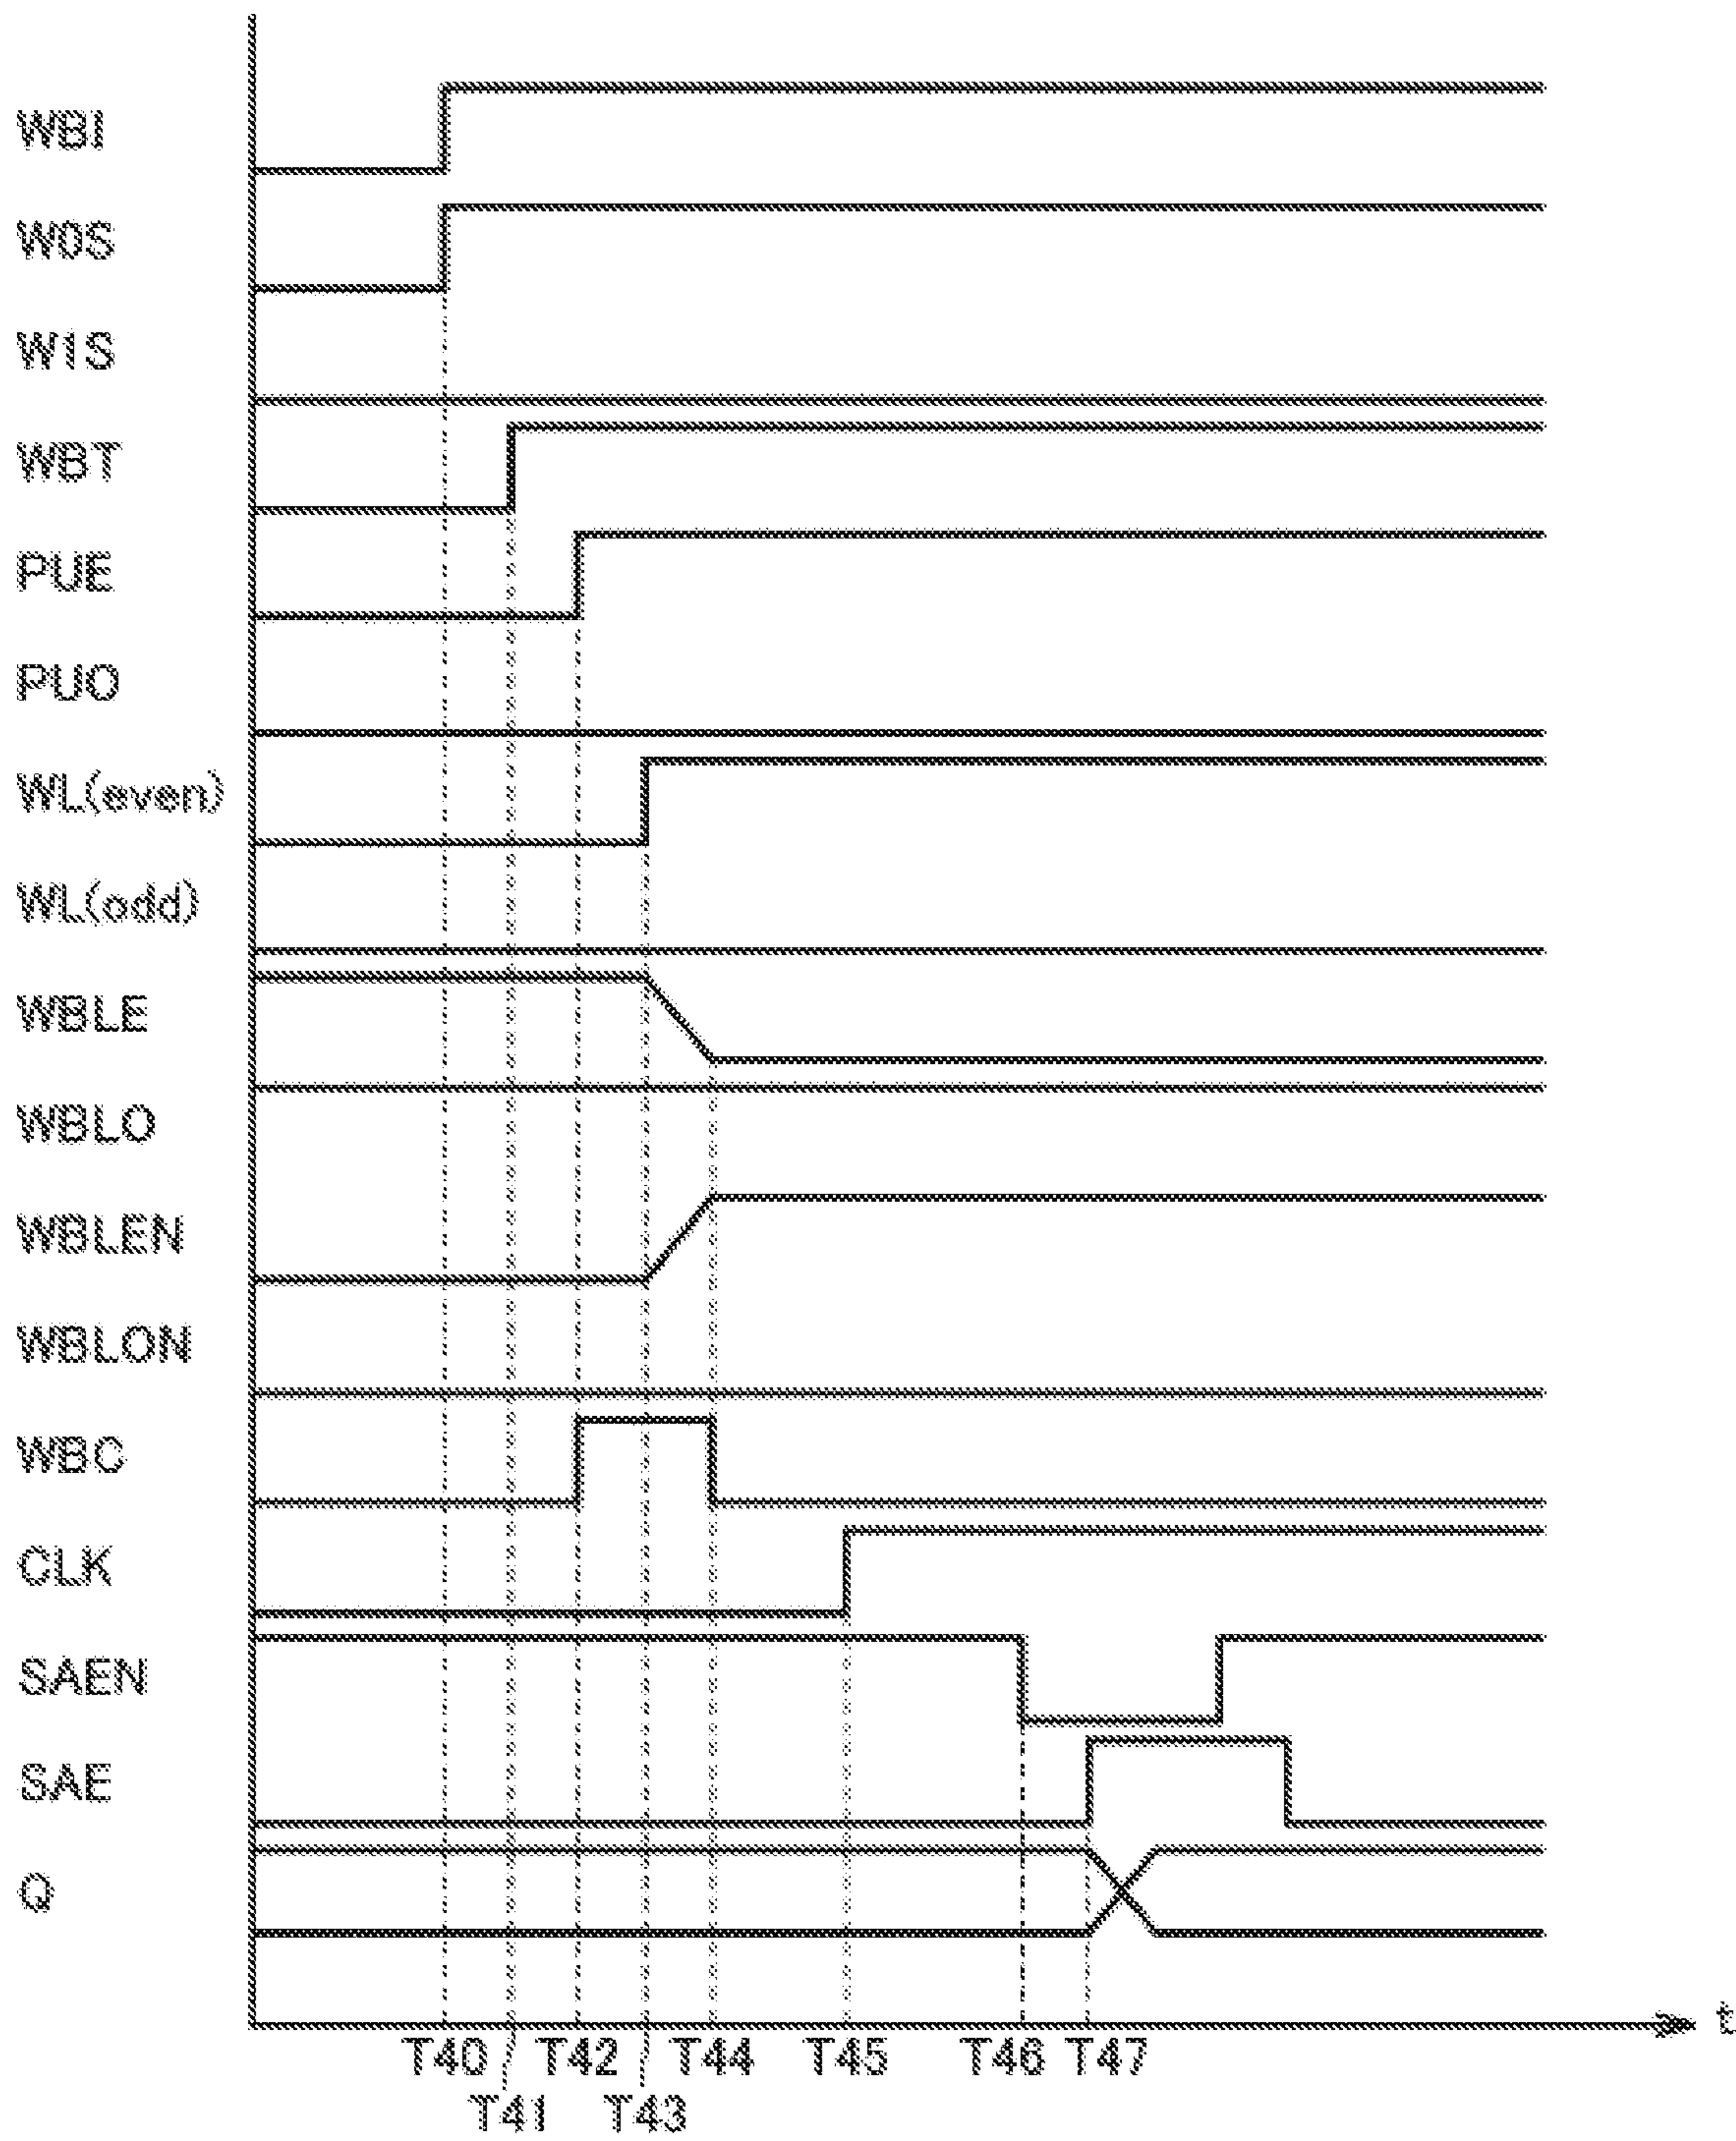 WBI
W0S
W1S
WBT
PUE
PUO
WL(even)
WL(odd)
WBLE
WBLO
WBLEN
WBLON
WBC
CLK
SAEN
SAE
Q
t
T40 T42 T44 T45 T46 T47
T41 T43